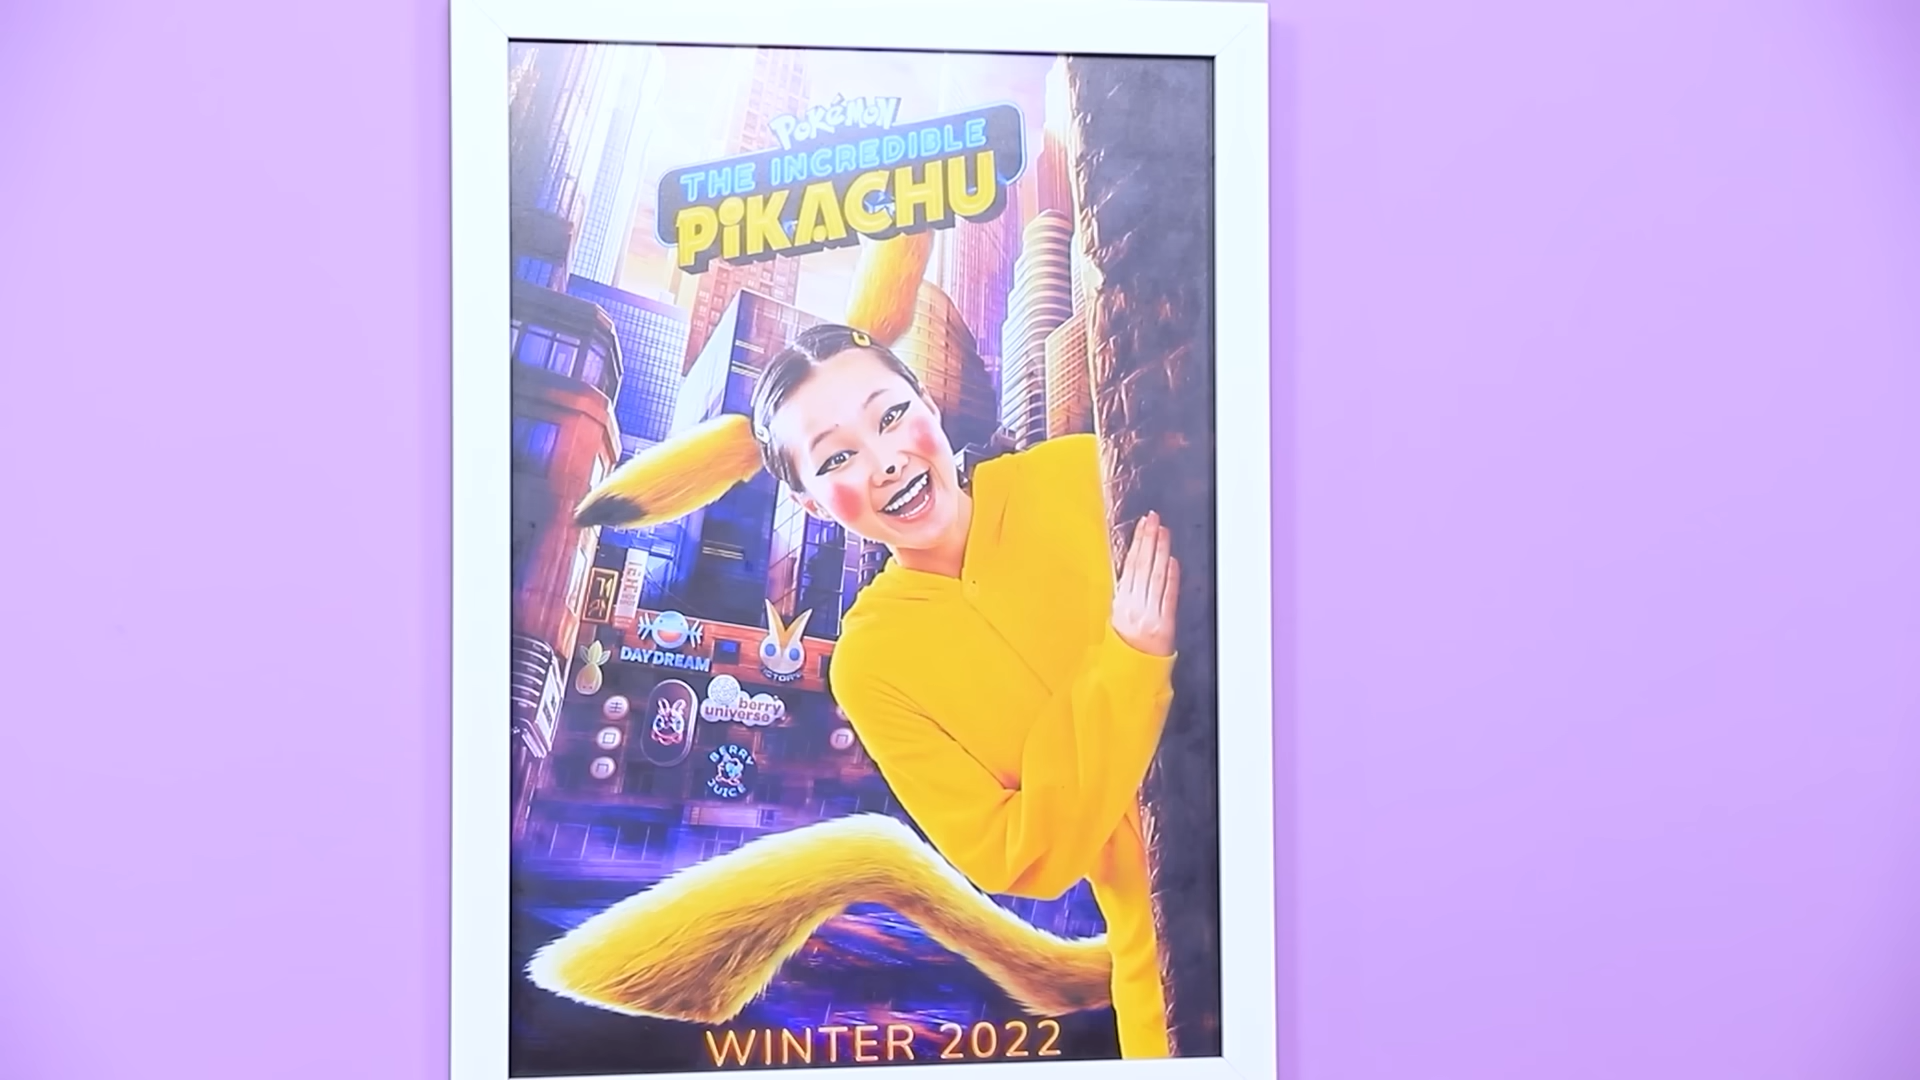 POKÉMON
THE INCREDIBLE
PiKACHU
DAYDREAM
berry
universe
BERRY
JUICE
WINTER 2022